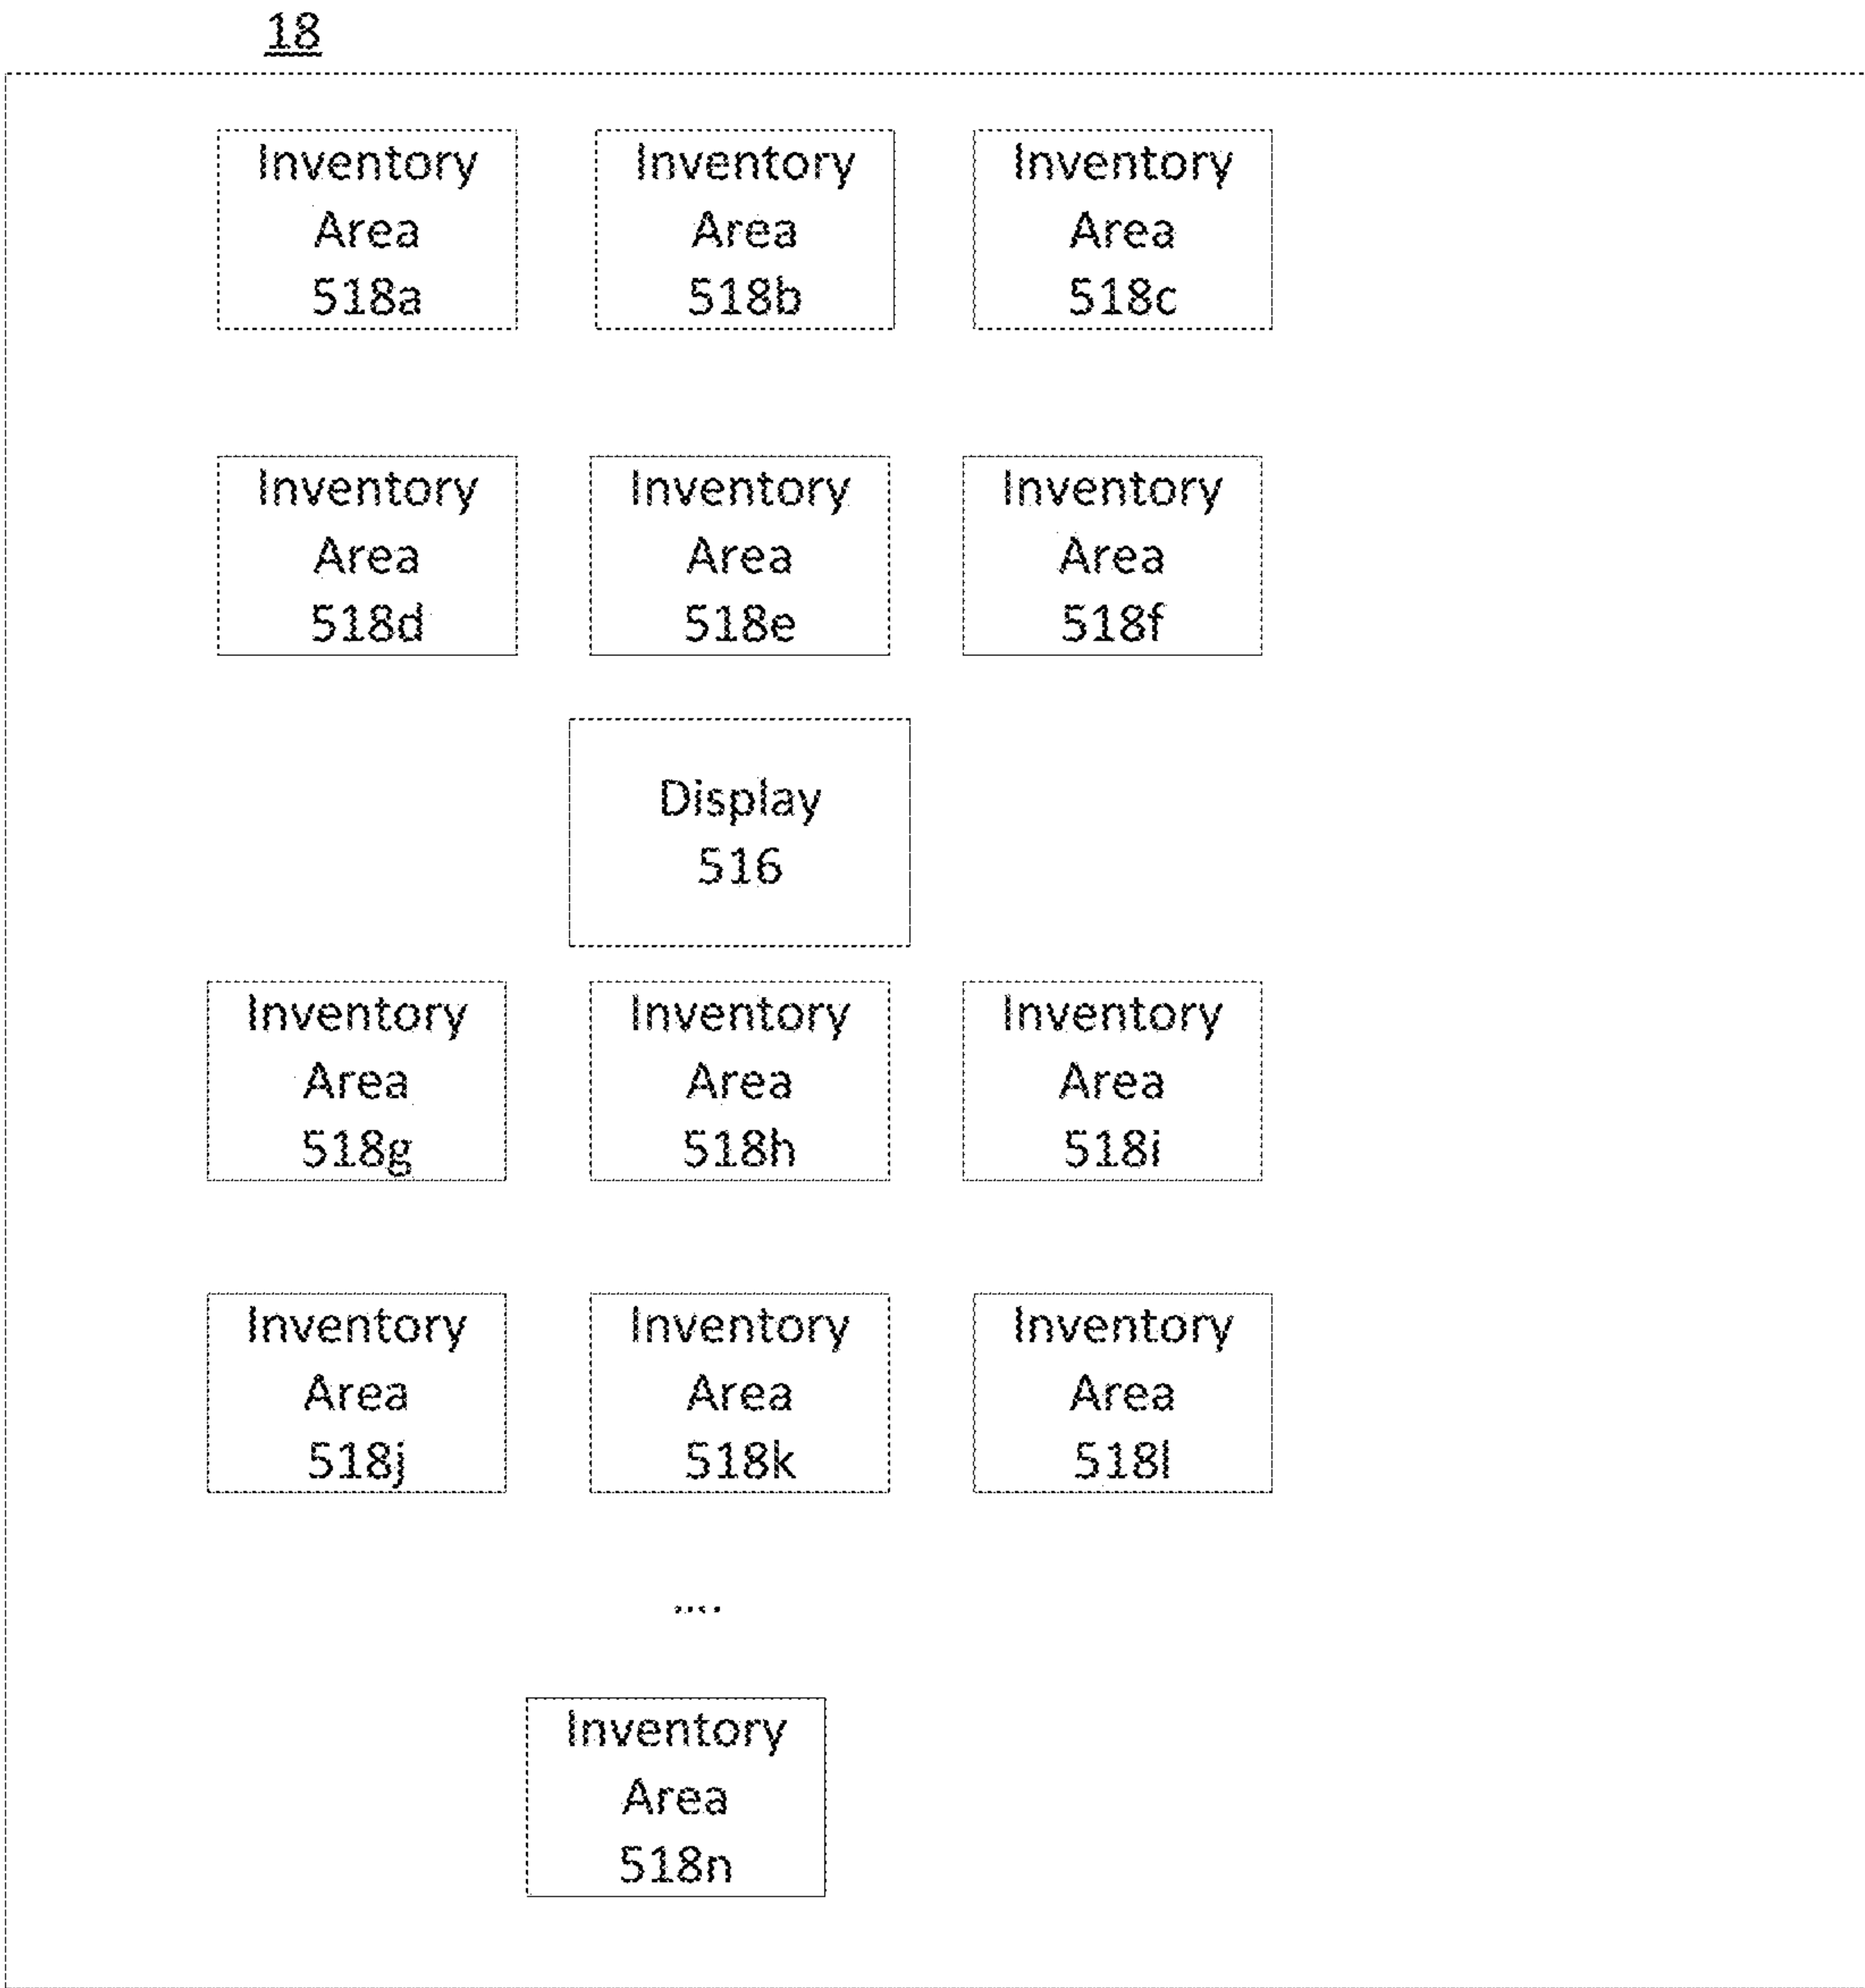 18
Inventory
Area
518a
Inventory
Area
518b
Inventory
Area
518c
Inventory
Area
518d
Inventory
Area
518e
Inventory
Area
518f
Display
516
Inventory
Area
518g
Inventory
Area
518h
Inventory
Area
518i
Inventory
Area
518j
Inventory
Area
518k
Inventory
Area
518l
....
Inventory
Area
518n